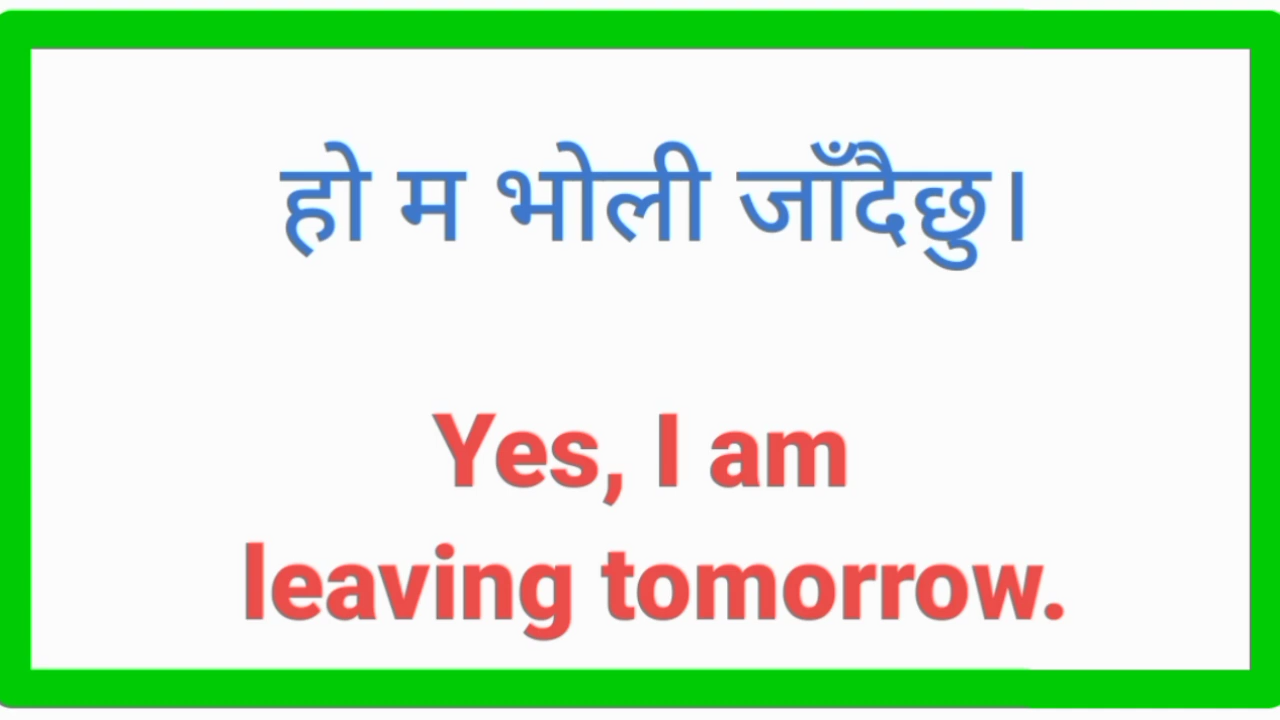 हो म भोली जाँदैछु।
Yes, I am
leaving tomorrow.